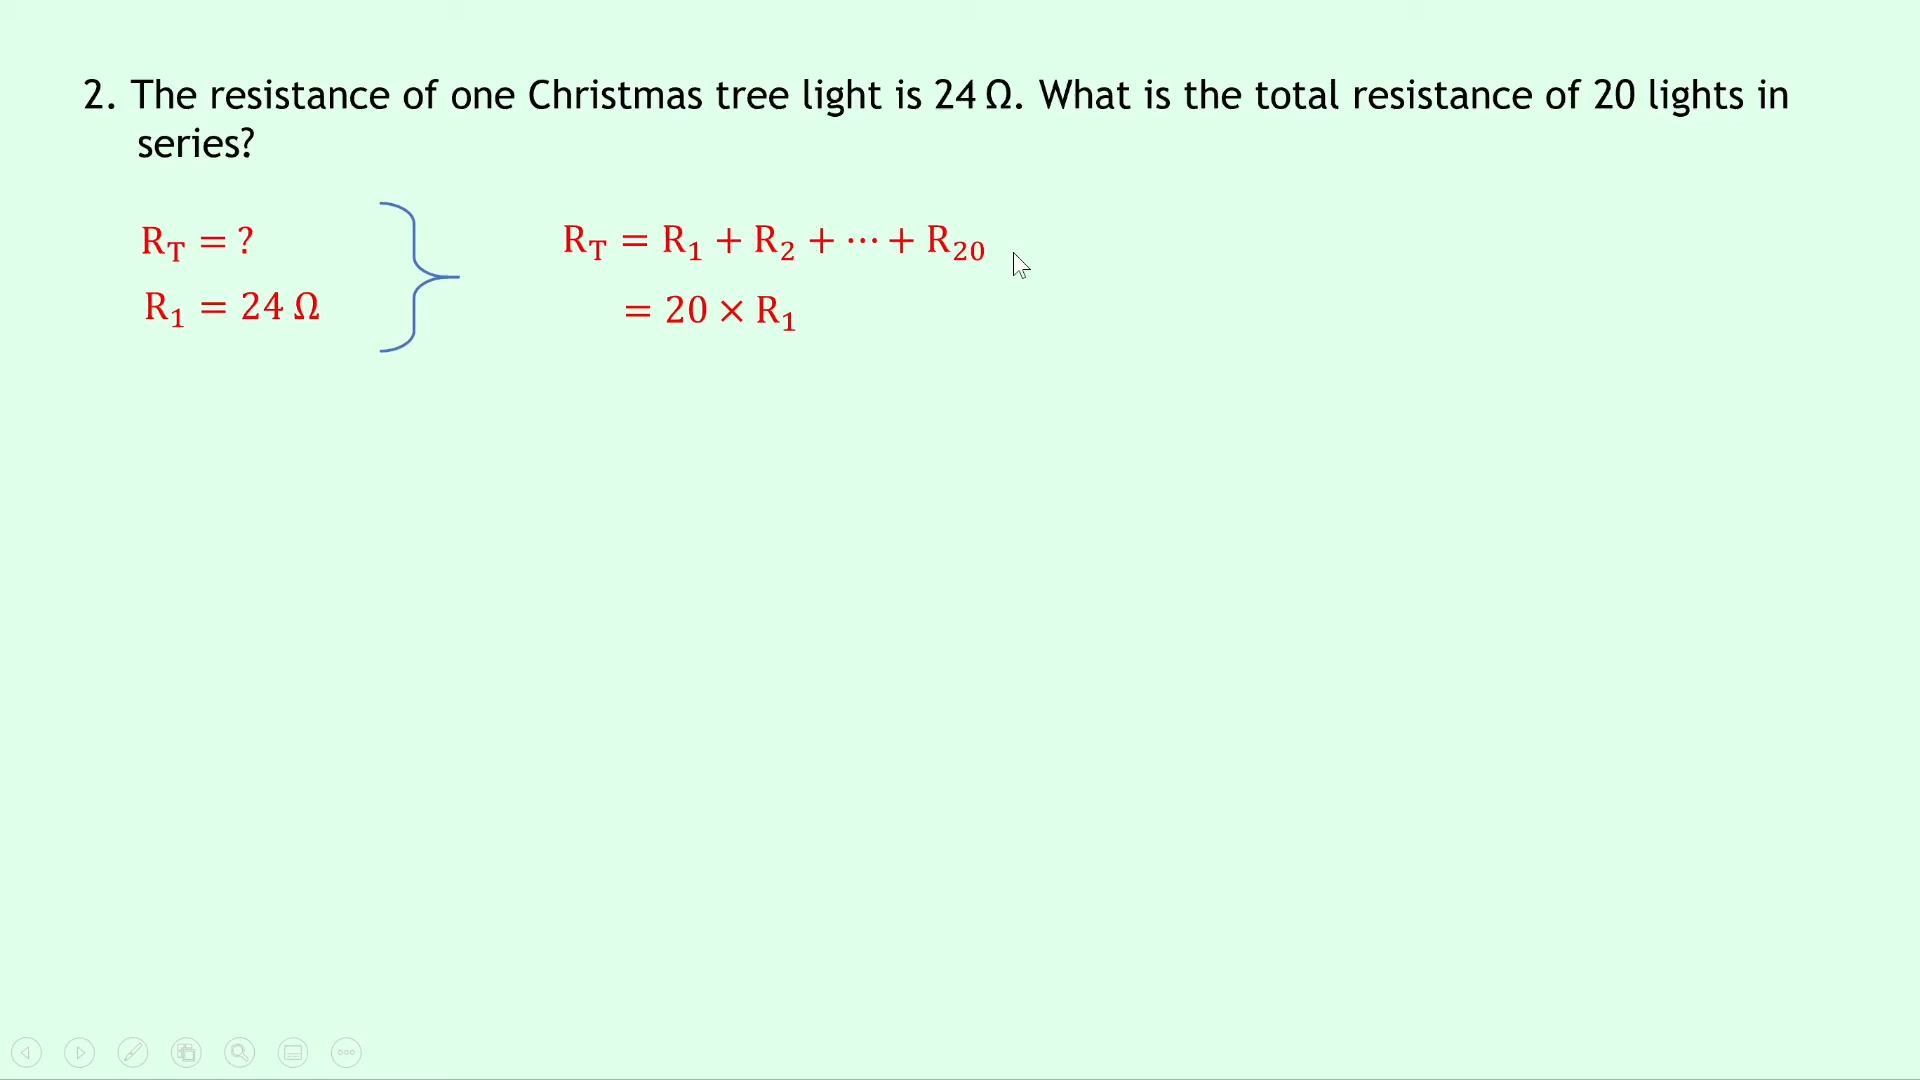 2. The resistance of one Christmas tree light is 24 Ω. What is the total resistance of 20 lights in
series?
R_T = ?
R_T = R_1 + R_2 + ⋯ + R_20
R_1 = 24 Ω
= 20 × R_1